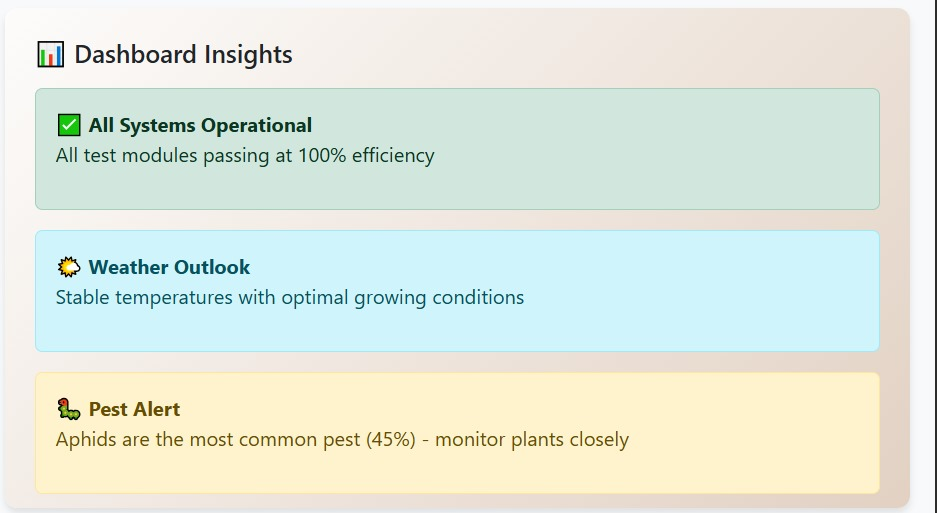 Dashboard Insights
All Systems Operational
All test modules passing at 100% efficiency
Weather Outlook
Stable temperatures with optimal growing conditions
Pest Alert
Aphids are the most common pest (45%) - monitor plants closely